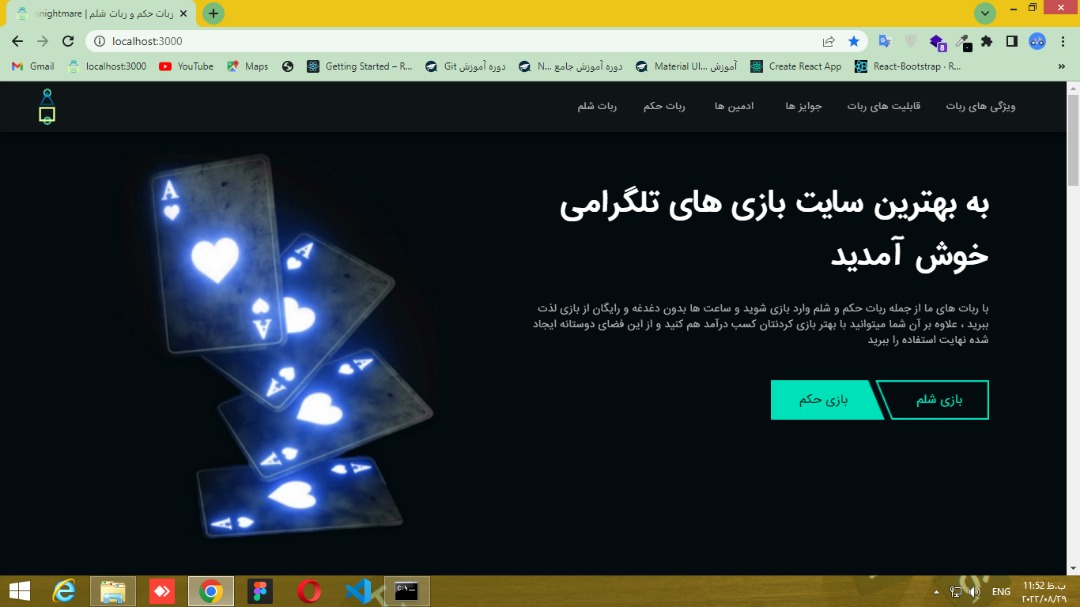 ربات حکم و ربات شلم | snightmare
localhost:3000
8
Gmail
localhost:3000
YouTube
Maps
Getting Started – R...
دوره آموزش Git
دوره آموزش جامع N...
آموزش Material UI...
Create React App
React-Bootstrap · R...
»
ویژگی های ربات
قابلیت های ربات
جوایز ها
ادمین ها
ربات حکم
ربات شلم
به بهترین سایت بازی های تلگرامی
خوش آمدید
با ربات های ما از جمله ربات حکم و شلم وارد بازی شوید و ساعت ها بدون دغدغه و رایگان از بازی لذت
ببرید ، علاوه بر آن شما میتوانید با بهتر بازی کردنتان کسب درآمد هم کنید و از این فضای دوستانه ایجاد
شده نهایت استفاده را ببرید
بازی شلم
بازی حکم
A
A
A
A
A
A
A
A
ENG
11:52 ب.ظ
۲۰۲۲/۰۸/۲۹